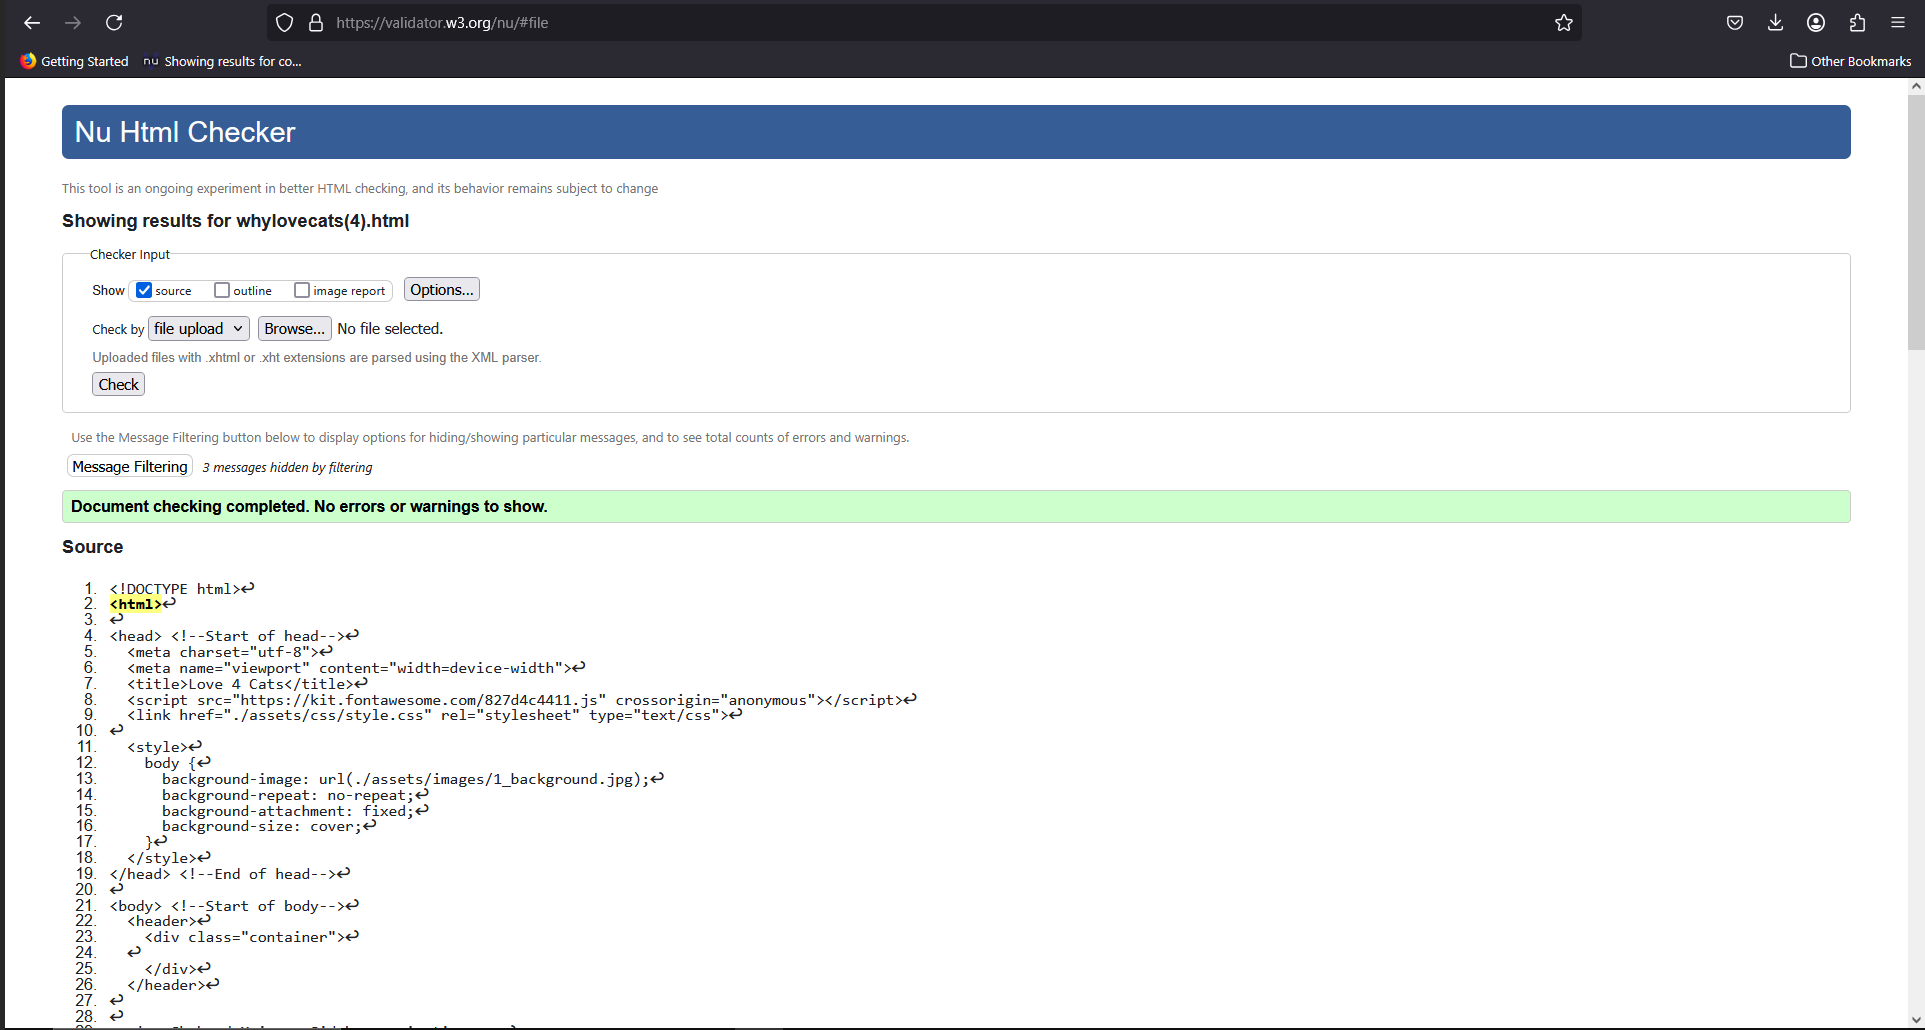 https://validator.w3.org/nu/#file
Getting Started nu Showing results for co... Other Bookmarks
Nu Html Checker
This tool is an ongoing experiment in better HTML checking, and its behavior remains subject to change
Showing results for whylovecats(4).html
Checker Input
Show source outline image report Options...
Check by file upload Browse... No file selected.
Uploaded files with .xhtml or .xht extensions are parsed using the XML parser.
Check
Use the Message Filtering button below to display options for hiding/showing particular messages, and to see total counts of errors and warnings.
Message Filtering 3 messages hidden by filtering
Document checking completed. No errors or warnings to show.
Source
1. <!DOCTYPE html>↩
2. <html>↩
3. ↩
4. <head> <!--Start of head-->↩
5. <meta charset="utf-8">↩
6. <meta name="viewport" content="width=device-width">↩
7. <title>Love 4 Cats</title>↩
8. <script src="https://kit.fontawesome.com/827d4c4411.js" crossorigin="anonymous"></script>↩
9. <link href="./assets/css/style.css" rel="stylesheet" type="text/css">↩
10. ↩
11. <style>↩
12. body {↩
13. background-image: url(./assets/images/1_background.jpg);↩
14. background-repeat: no-repeat;↩
15. background-attachment: fixed;↩
16. background-size: cover;↩
17. }↩
18. </style>↩
19. </head> <!--End of head-->↩
20. ↩
21. <body> <!--Start of body-->↩
22. <header>↩
23. <div class="container">↩
24. ↩
25. </div>↩
26. </header>↩
27. ↩
28. ↩